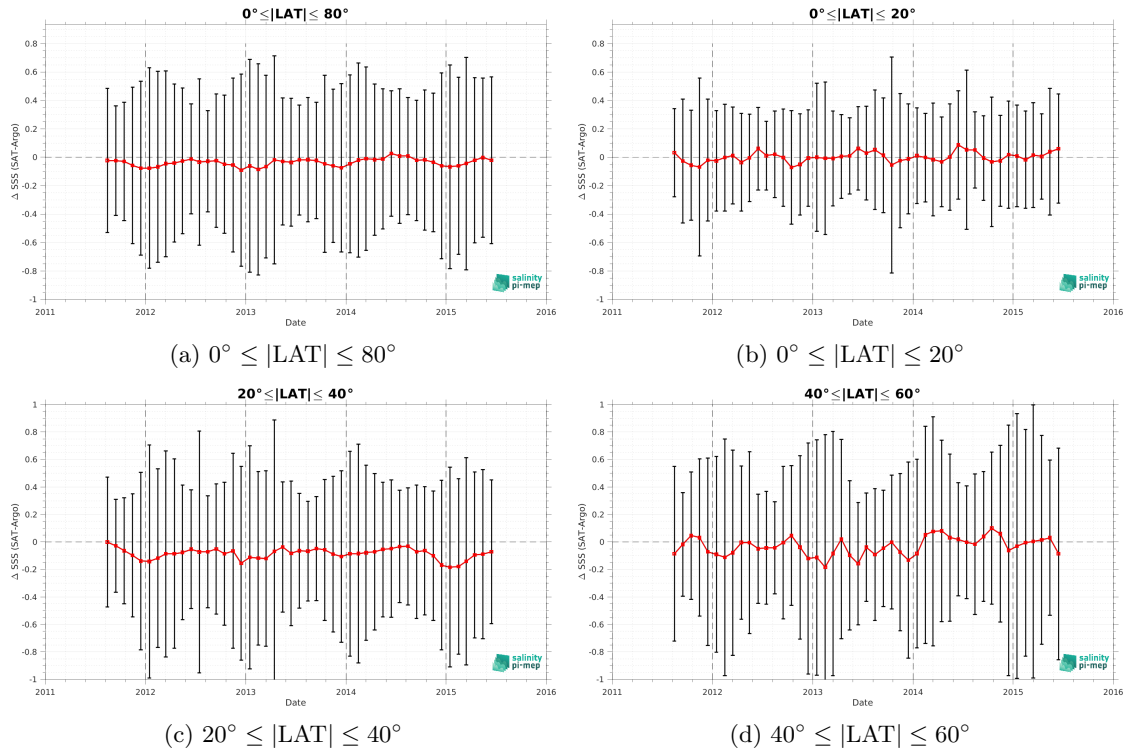 0°≤|LAT|≤ 80°
Δ SSS (SAT-Argo)
1
0.8
0.6
0.4
0.2
0
-0.2
-0.4
-0.6
-0.8
-1
2011 2012 2013 2014 2015 2016
Date
salinity
pi-mep
(a) 0° ≤ |LAT| ≤ 80°
0°≤|LAT|≤ 20°
Δ SSS (SAT-Argo)
1
0.8
0.6
0.4
0.2
0
-0.2
-0.4
-0.6
-0.8
-1
2011 2012 2013 2014 2015 2016
Date
salinity
pi-mep
(b) 0° ≤ |LAT| ≤ 20°
20°≤|LAT|≤ 40°
Δ SSS (SAT-Argo)
1
0.8
0.6
0.4
0.2
0
-0.2
-0.4
-0.6
-0.8
-1
2011 2012 2013 2014 2015 2016
Date
salinity
pi-mep
(c) 20° ≤ |LAT| ≤ 40°
40°≤|LAT|≤ 60°
Δ SSS (SAT-Argo)
1
0.8
0.6
0.4
0.2
0
-0.2
-0.4
-0.6
-0.8
-1
2011 2012 2013 2014 2015 2016
Date
salinity
pi-mep
(d) 40° ≤ |LAT| ≤ 60°